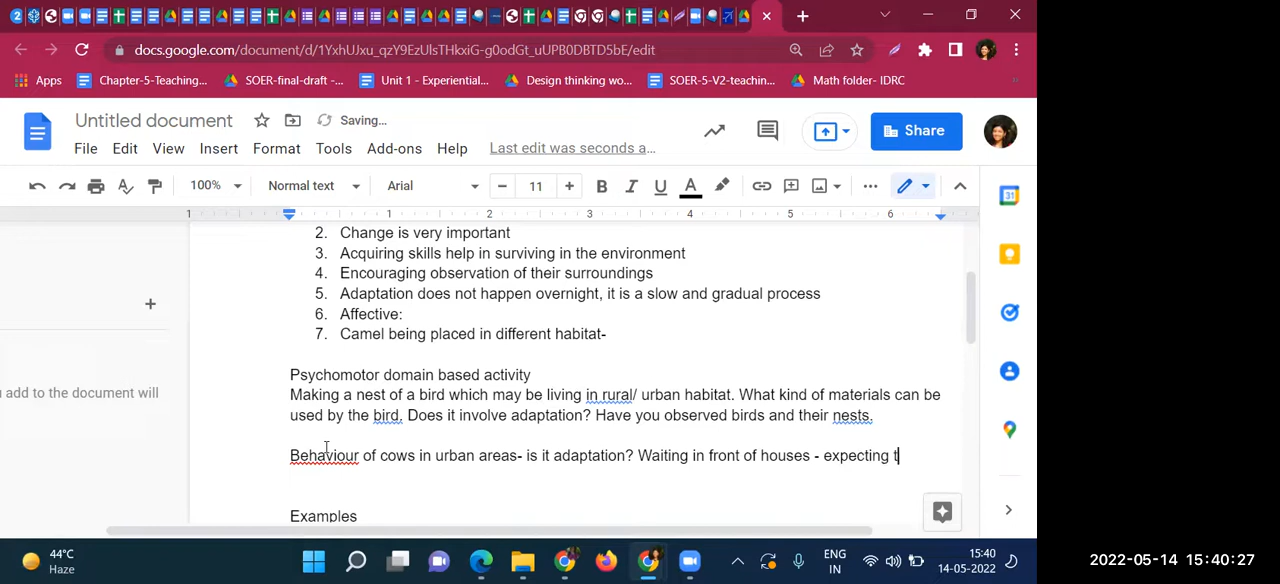 docs.google.com/document/d/1YxhUJxu_qzY9EzUlsTHkxiG-g0odGt_uUPB0DBTD5bE/edit
Apps Chapter-5-Teaching... SOER-final-draft -... Unit 1 - Experiential... Design thinking wo... SOER-5-V2-teachin... Math folder- IDRC
Untitled document Saving...
File Edit View Insert Format Tools Add-ons Help Last edit was seconds a...
Share
100% Normal text Arial 11 B I U A
1 1 2 3 4 5 6
2. Change is very important
3. Acquiring skills help in surviving in the environment
4. Encouraging observation of their surroundings
5. Adaptation does not happen overnight, it is a slow and gradual process
6. Affective:
7. Camel being placed in different habitat-
u add to the document will
Psychomotor domain based activity
Making a nest of a bird which may be living in rural/ urban habitat. What kind of materials can be
used by the bird. Does it involve adaptation? Have you observed birds and their nests.
Behaviour of cows in urban areas- is it adaptation? Waiting in front of houses - expecting t
Examples
44°C
Haze
ENG
IN
15:40
14-05-2022
2022-05-14 15:40:27